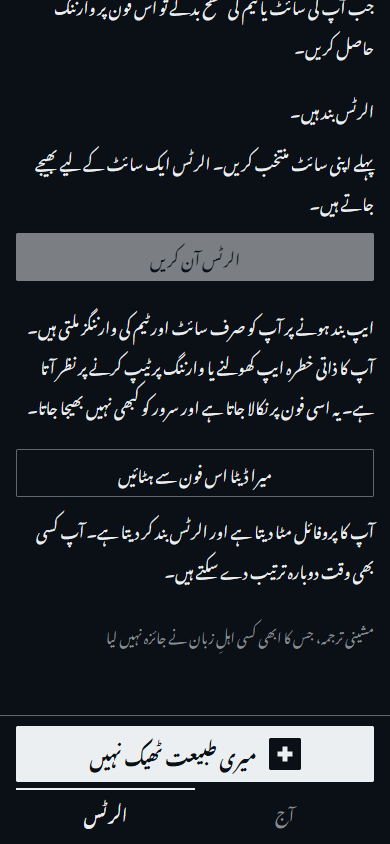 جب آپ کی سائٹ یا ٹیم کی سطح بدلے تو اس فون پر وارننگ
حاصل کریں۔
الرٹس بند ہیں۔
پہلے اپنی سائٹ منتخب کریں۔ الرٹس ایک سائٹ کے لیے بھیجے
جاتے ہیں۔
الرٹس آن کریں
ایپ بند ہونے پر آپ کو صرف سائٹ اور ٹیم کی وارننگز ملتی ہیں۔
آپ کا ذاتی خطرہ ایپ کھولنے یا وارننگ پر ٹیپ کرنے پر نظر آتا
ہے۔ یہ اسی فون پر نکالا جاتا ہے اور سرور کو کبھی نہیں بھیجا جاتا۔
میرا ڈیٹا اس فون سے ہٹائیں
آپ کا پروفائل مٹا دیتا ہے اور الرٹس بند کر دیتا ہے۔ آپ کسی
بھی وقت دوبارہ ترتیب دے سکتے ہیں۔
مشینی ترجمہ، جس کا ابھی کسی اہلِ زبان نے جائزہ نہیں لیا
میری طبیعت ٹھیک نہیں
آج
الرٹس